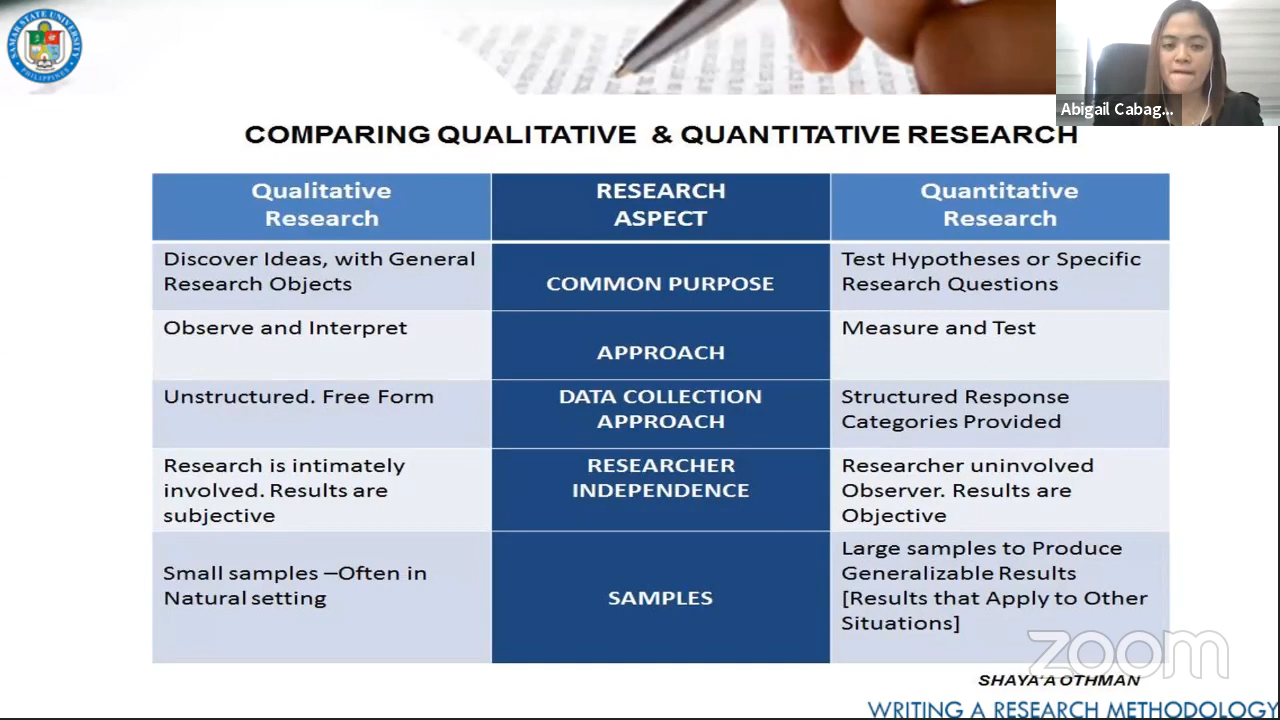 SAMAR STATE UNIVERSITY
PHILIPPINES
Abigail Cabag...
COMPARING QUALITATIVE & QUANTITATIVE RESEARCH
Qualitative
Research
RESEARCH
ASPECT
Quantitative
Research
Discover Ideas, with General
Research Objects
COMMON PURPOSE
Test Hypotheses or Specific
Research Questions
Observe and Interpret
APPROACH
Measure and Test
Unstructured. Free Form
DATA COLLECTION
APPROACH
Structured Response
Categories Provided
Research is intimately
involved. Results are
subjective
RESEARCHER
INDEPENDENCE
Researcher uninvolved
Observer. Results are
Objective
Small samples –Often in
Natural setting
SAMPLES
Large samples to Produce
Generalizable Results
[Results that Apply to Other
Situations]
zoom
SHAYA'A OTHMAN
WRITING A RESEARCH METHODOLOGY